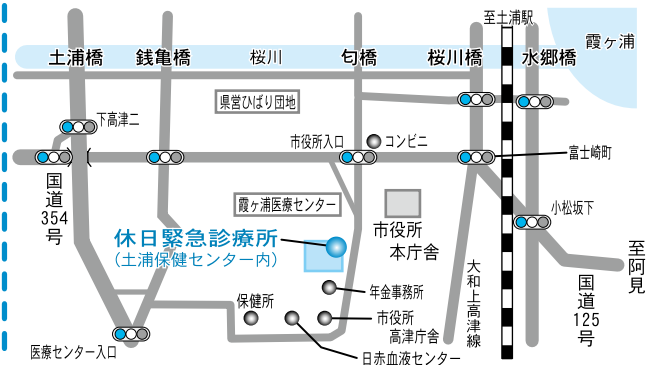 至土浦駅
霞ヶ浦
土浦橋
銭亀橋
桜川
匂橋
桜川橋
水郷橋
県営ひばり団地
下高津二
市役所入口
コンビニ
富士崎町
国道354号
霞ヶ浦医療センター
市役所
本庁舎
小松坂下
休日緊急診療所
(土浦保健センター内)
至阿見
大和上高津線
国道125号
年金事務所
保健所
市役所
高津庁舎
医療センター入口
日赤血液センター